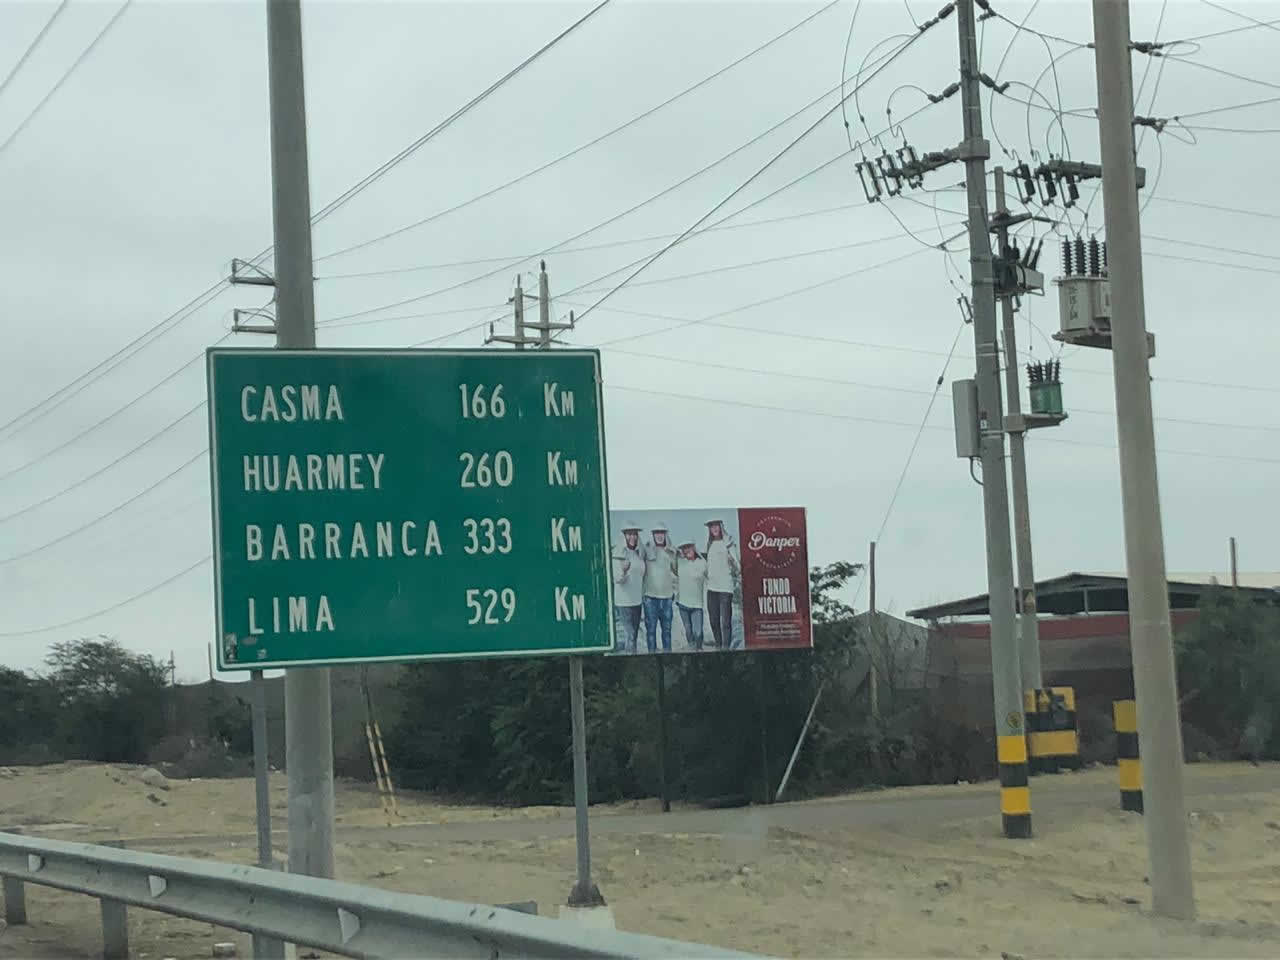 CASMA 166 KM
HUARMEY 260 KM
BARRANCA 333 KM
LIMA 529 KM
Danper
FUNDO
VICTORIA